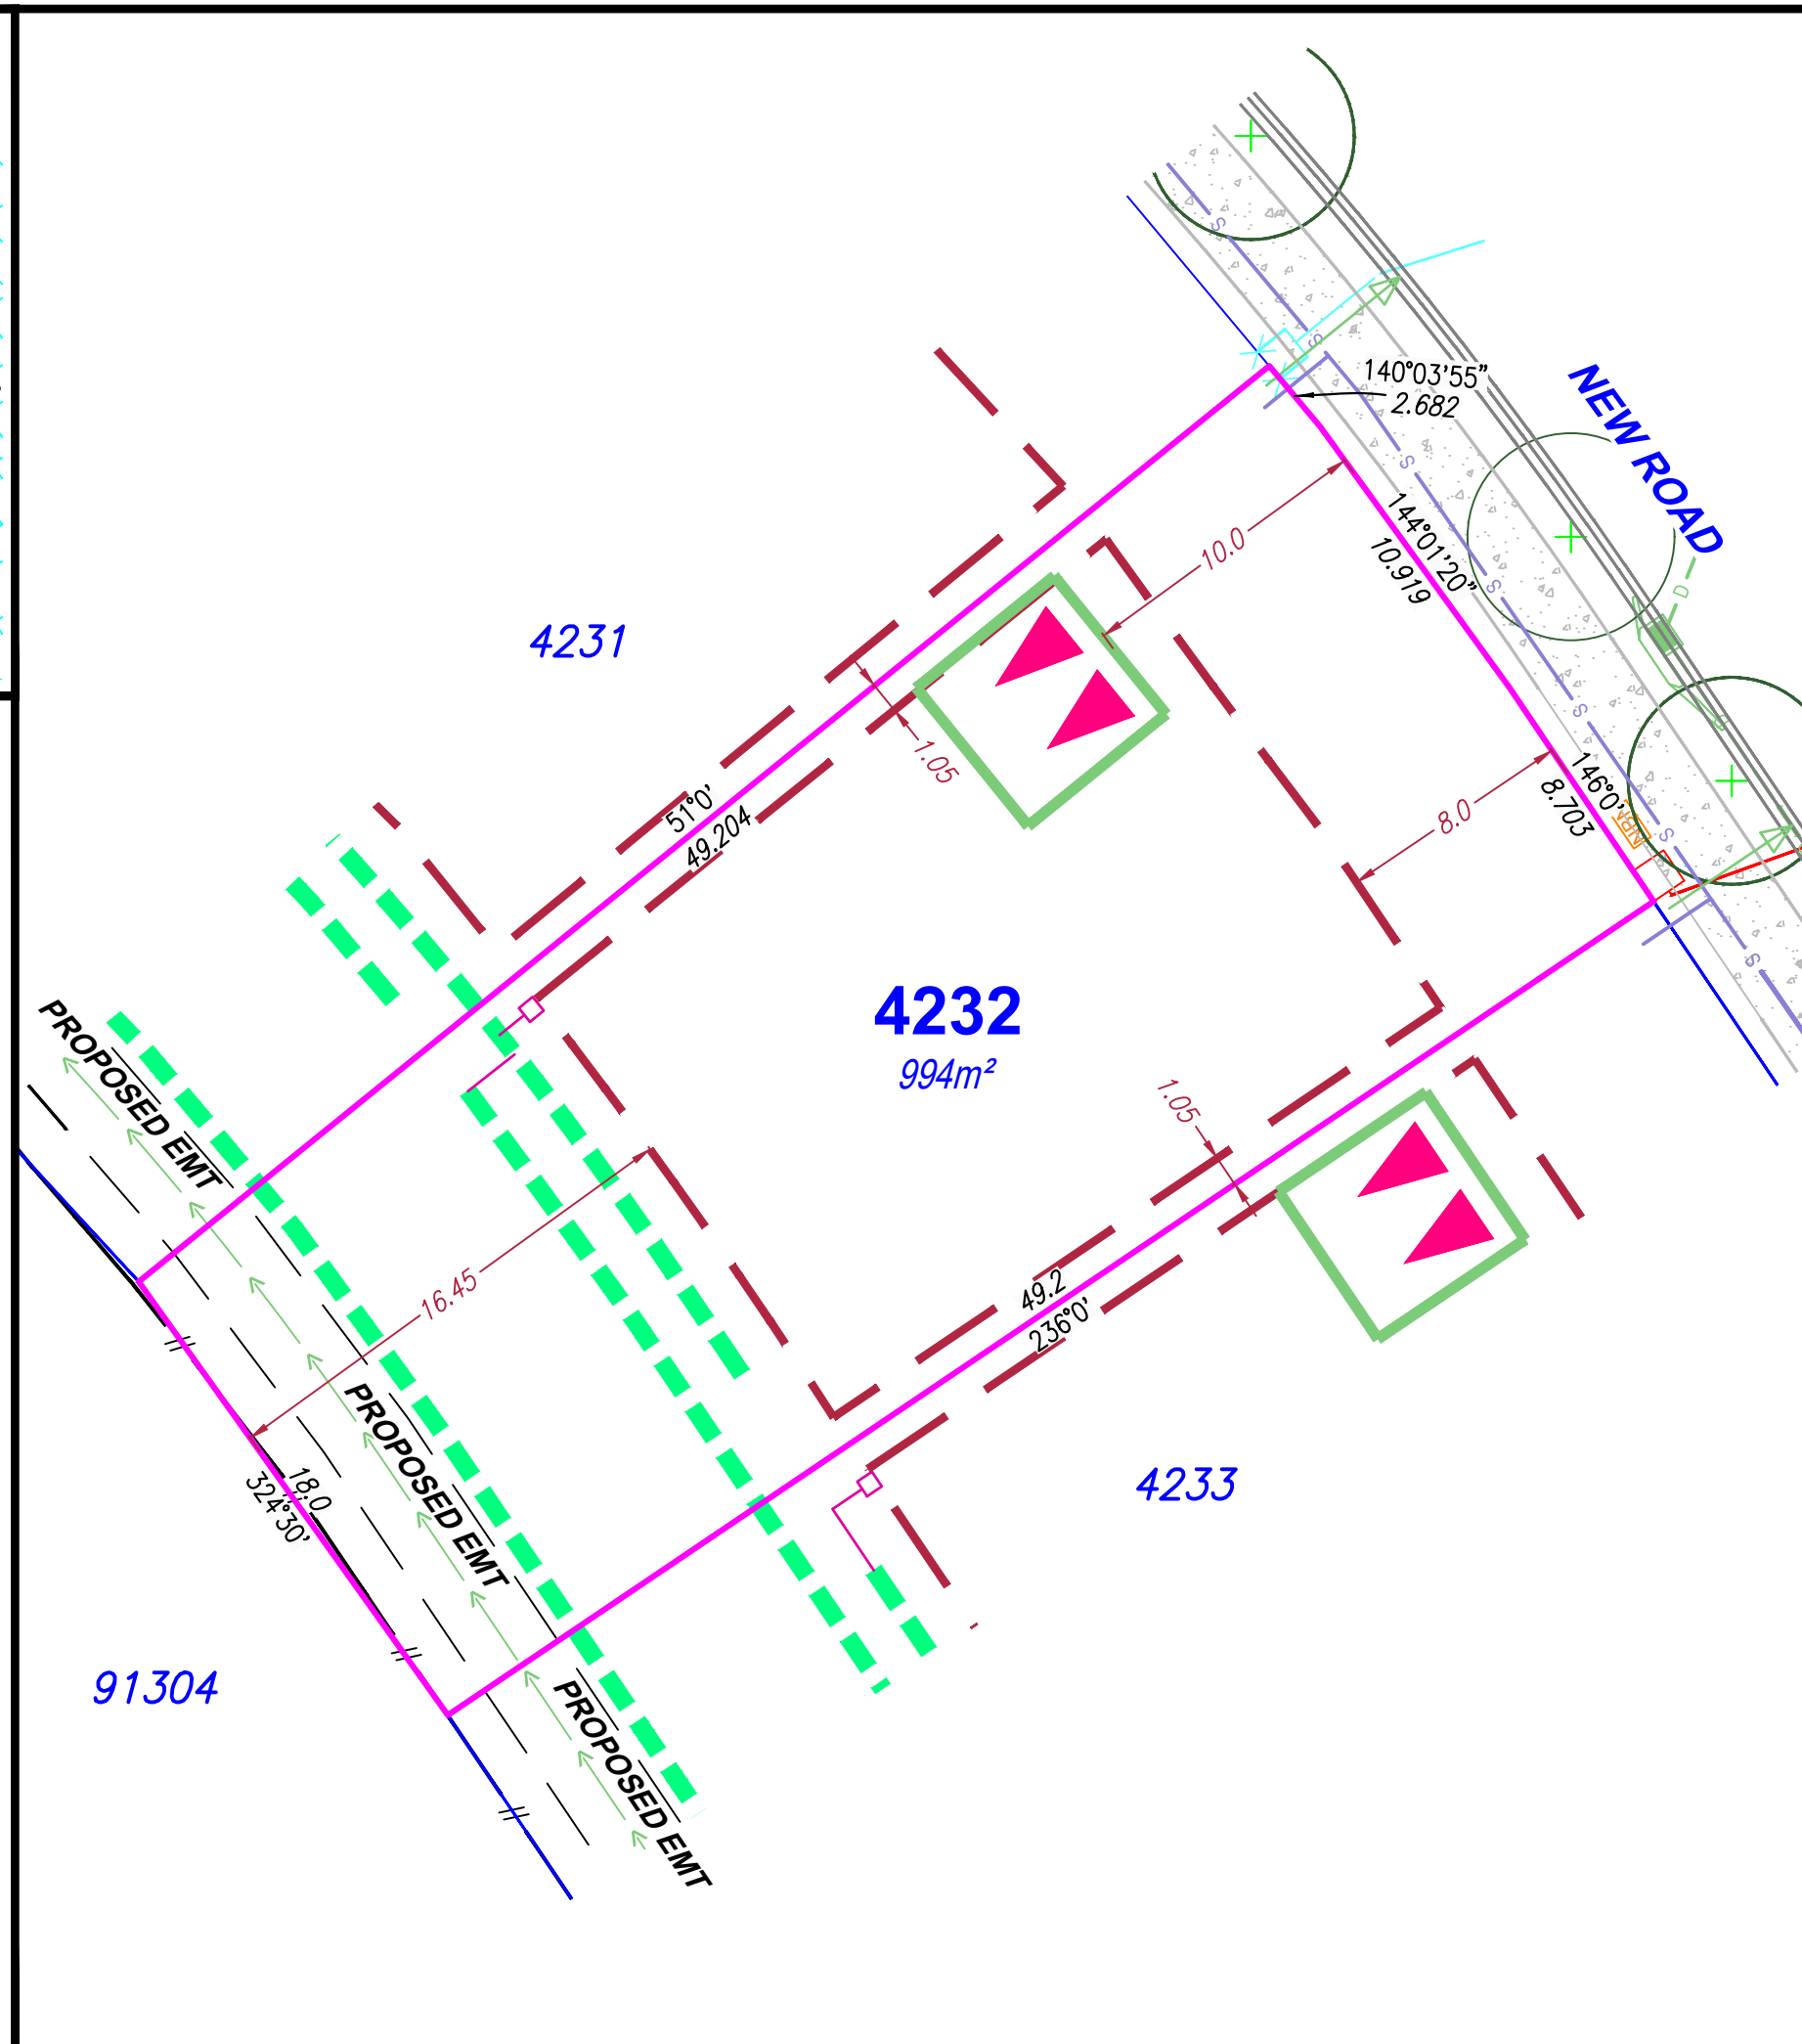 140°03'55"
2.682
NEW ROAD
10.0
144°01'20"
10.919
4231
1.05
146°0'
8.703
8.0
51°0'
49.204
4232
994m²
PROPOSED EMT
1.05
16.45
49.2
236°0'
PROPOSED EMT
18.0
324°30'
4233
91304
PROPOSED EMT
S
S
S
S
S
S
S
D